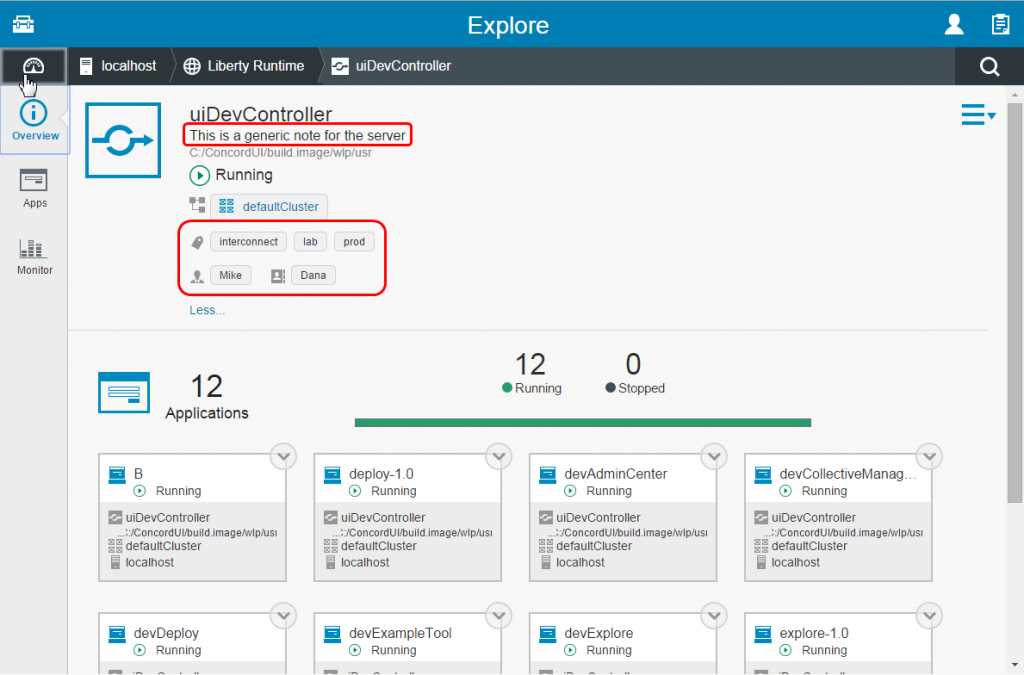 Explore
localhost
Liberty Runtime
uiDevController
Overview
Apps
Monitor
uiDevController
This is a generic note for the server
C:/ConcordUI/build.image/wlp/usr
Running
defaultCluster
interconnect lab prod
Mike Dana
Less...
12
Applications
12
Running
0
Stopped
B
Running
uiDevController
...:/ConcordUI/build.image/wlp/usr
defaultCluster
localhost
deploy-1.0
Running
uiDevController
...:/ConcordUI/build.image/wlp/usr
defaultCluster
localhost
devAdminCenter
Running
uiDevController
...:/ConcordUI/build.image/wlp/usr
defaultCluster
localhost
devCollectiveManag...
Running
uiDevController
...:/ConcordUI/build.image/wlp/usr
defaultCluster
localhost
devDeploy
Running
devExampleTool
Running
devExplore
Running
explore-1.0
Running